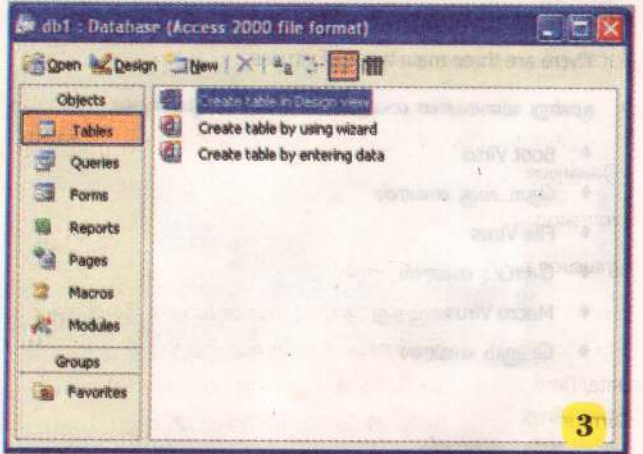 db1 : Database (Access 2000 file format)
Open Design New
Objects
Tables
Queries
Forms
Reports
Pages
Macros
Modules
Groups
Favorites
Create table in Design view
Create table by using wizard
Create table by entering data
3